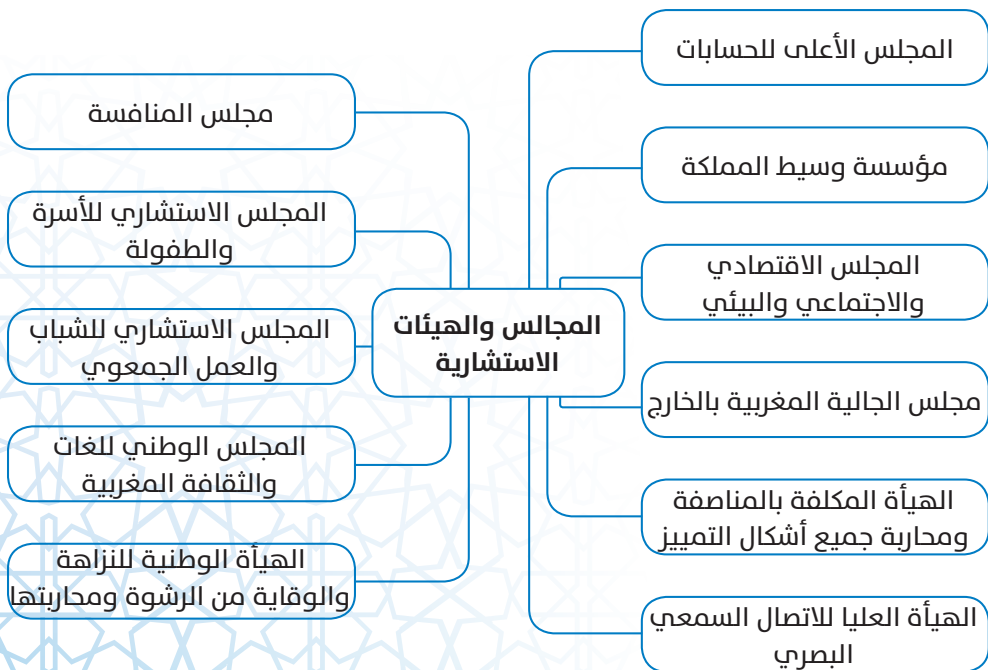 المجلس الأعلى للحسابات
مؤسسة وسيط المملكة
المجلس الاقتصادي
والاجتماعي والبيئي
مجلس الجالية المغربية بالخارج
الهيأة المكلفة بالمناصفة
ومحاربة جميع أشكال التمييز
الهيأة العليا للاتصال السمعي
البصري
المجالس والهيئات
الاستشارية
مجلس المنافسة
المجلس الاستشاري للأسرة
والطفولة
المجلس الاستشاري للشباب
والعمل الجمعوي
المجلس الوطني للغات
والثقافة المغربية
الهيأة الوطنية للنزاهة
والوقاية من الرشوة ومحاربتها